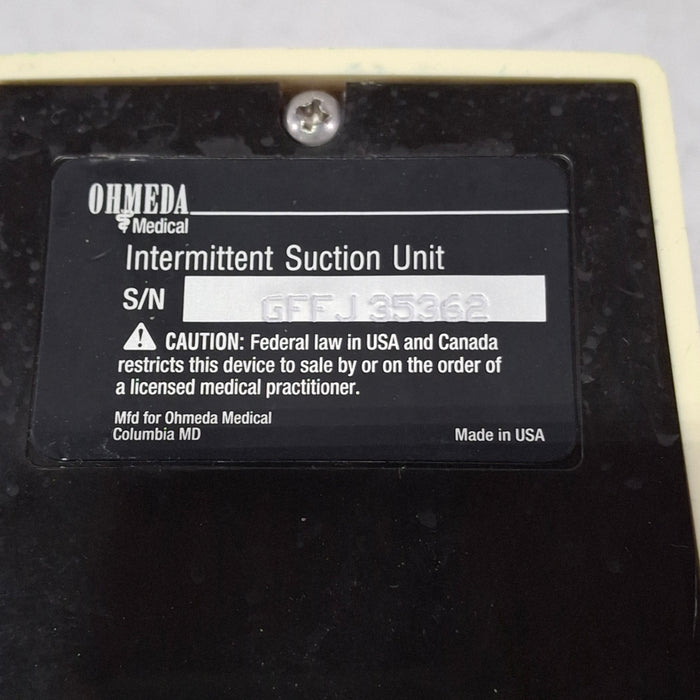 OHMEDA
Medical
Intermittent Suction Unit
S/N GFFJ 35362
CAUTION: Federal law in USA and Canada
restricts this device to sale by or on the order of
a licensed medical practitioner.
Mfd for Ohmeda Medical
Columbia MD
Made in USA